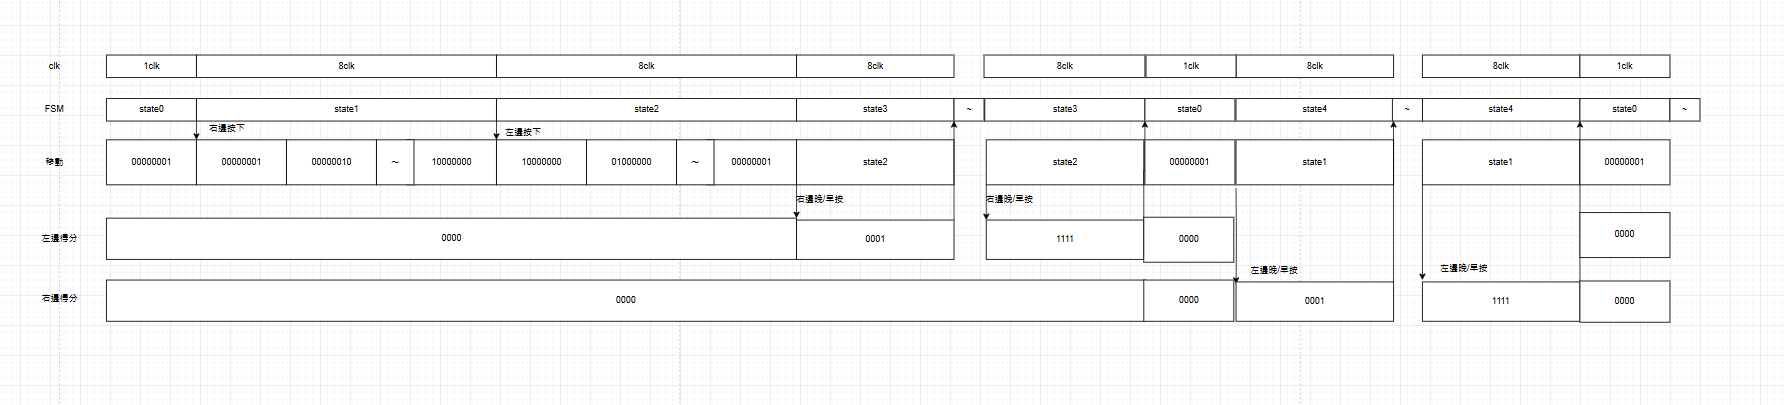 clk 1clk 8clk 8clk 8clk 8clk 1clk 8clk 8clk 1clk
FSM state0 state1 state2 state3 ~ state3 state0 state4 ~ state4 state0 ~
右邊按下 左邊按下
移動 00000001 00000001 00000010 ~ 10000000 10000000 01000000 ~ 00000001 state2 state2 00000001 state1 state1 00000001
右邊晚/早按 右邊晚/早按
左邊得分 0000 0001 1111 0000 0000
左邊晚/早按 左邊晚/早按
右邊得分 0000 0000 0001 1111 0000